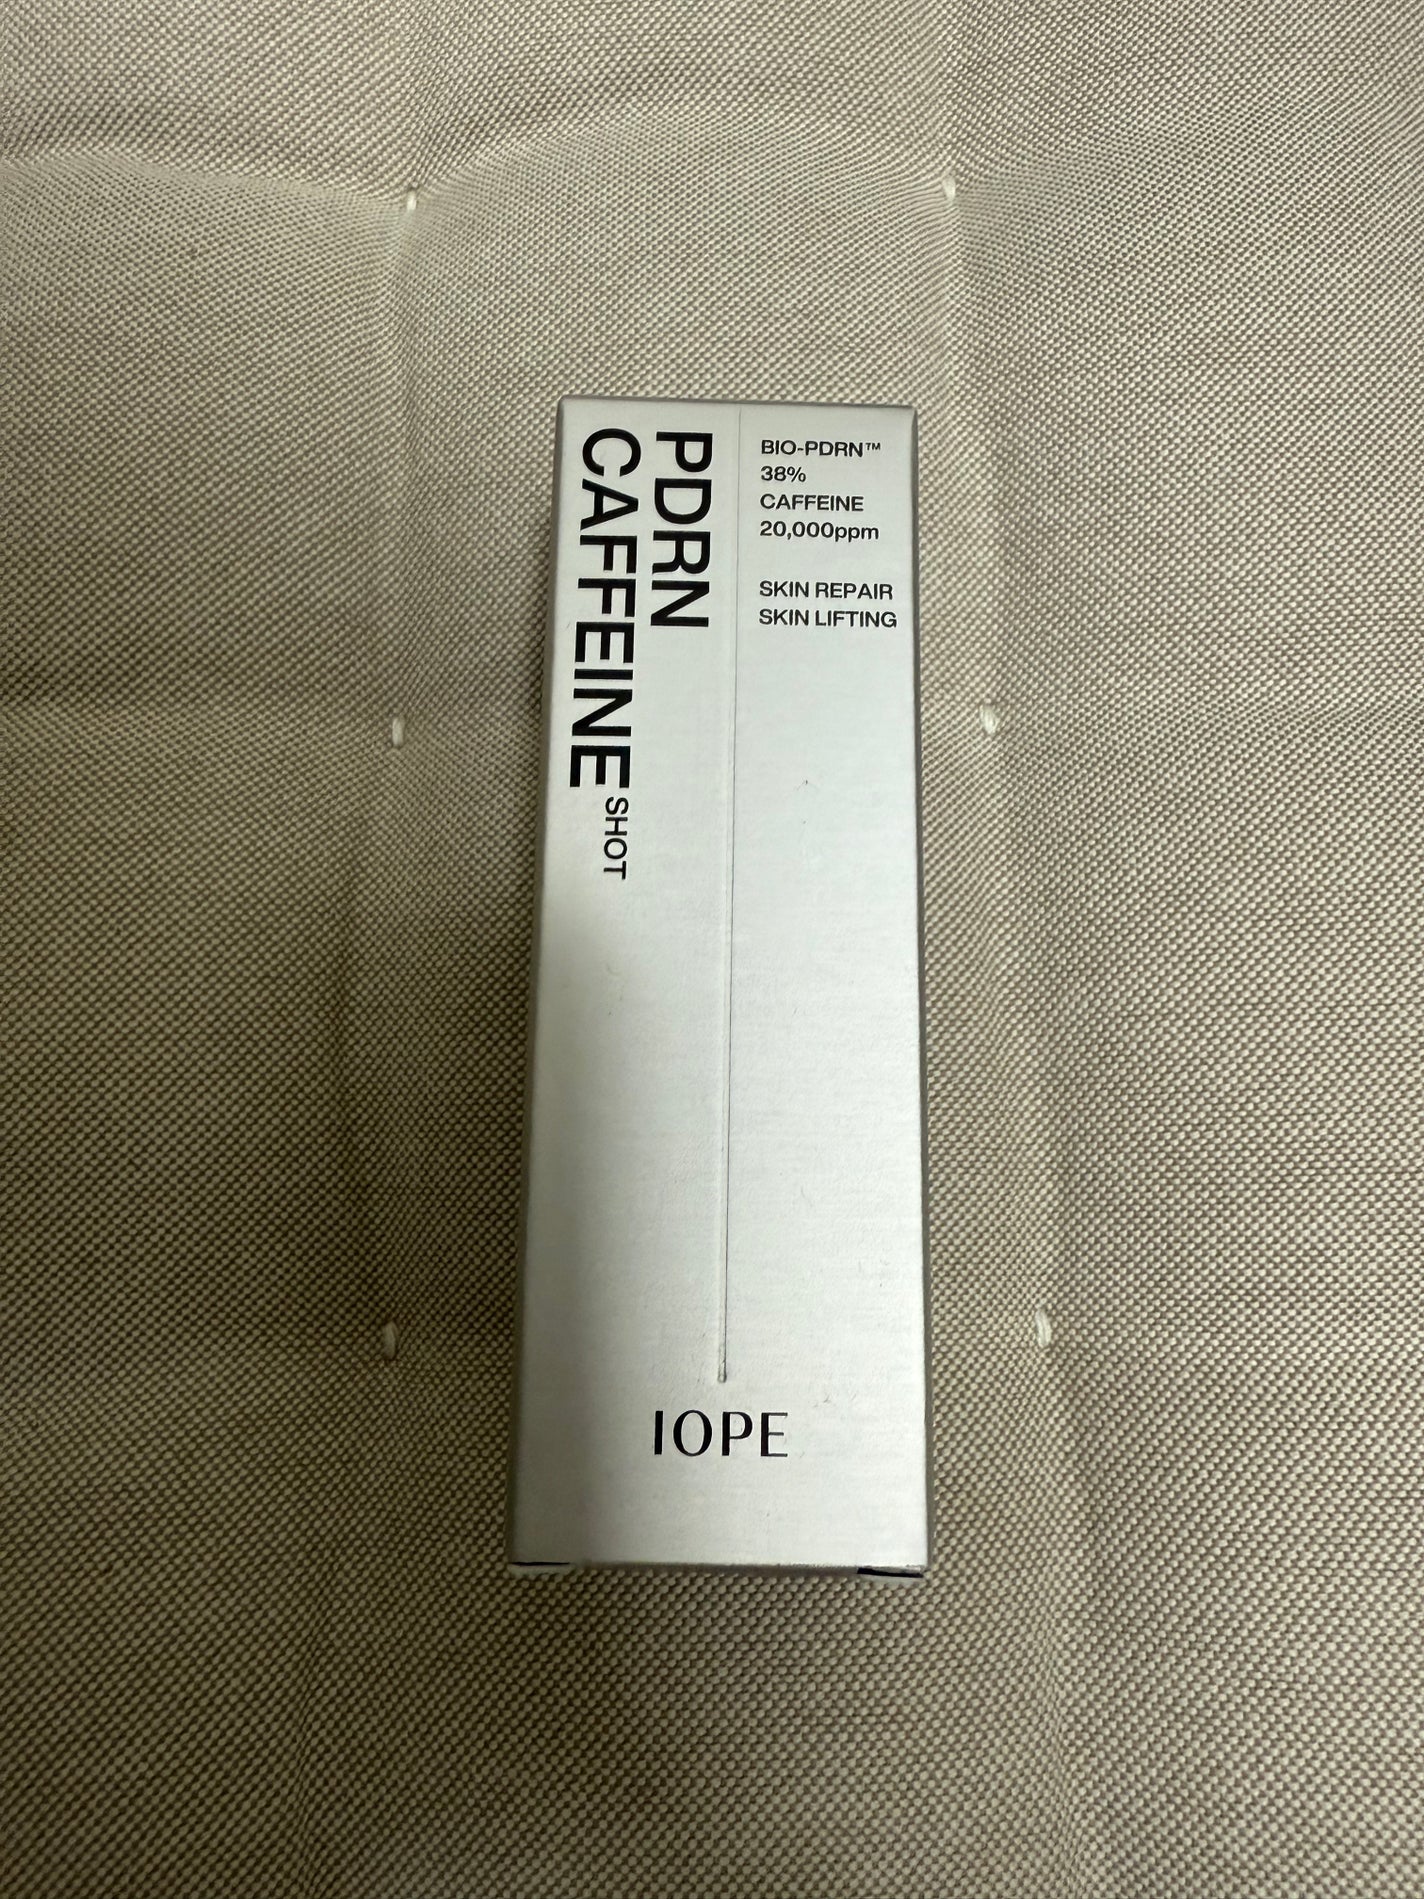 PDRN
CAFFEINE SHOT
BIO-PDRN™
38%
CAFFEINE
20,000ppm
SKIN REPAIR
SKIN LIFTING
IOPE